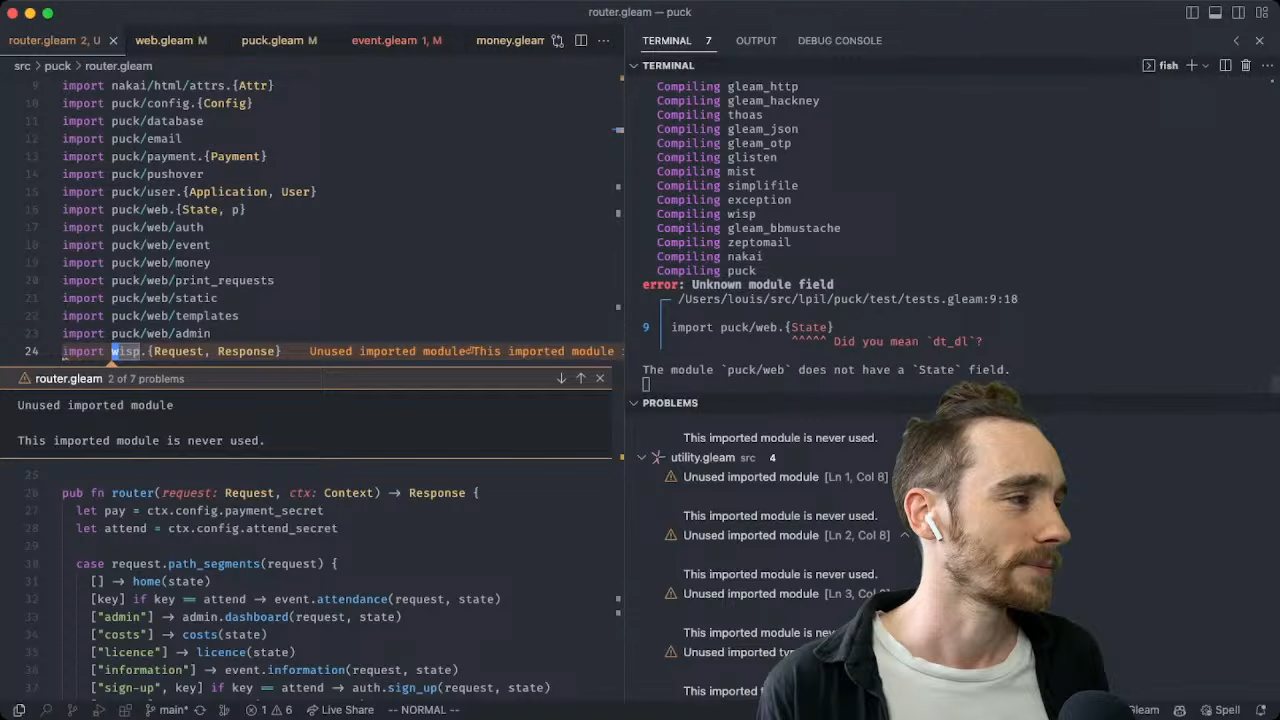 router.gleam — puck
router.gleam 2, U
web.gleam M
puck.gleam M
event.gleam 1, M
money.gleam
src > puck > router.gleam
9 import nakai/html/attrs.{Attr}
10 import puck/config.{Config}
11 import puck/database
12 import puck/email
13 import puck/payment.{Payment}
14 import puck/pushover
15 import puck/user.{Application, User}
16 import puck/web.{State, p}
17 import puck/web/auth
18 import puck/web/event
19 import puck/web/money
20 import puck/web/print_requests
21 import puck/web/static
22 import puck/web/templates
23 import puck/web/admin
24 import wisp.{Request, Response} Unused imported module⏎This imported module
router.gleam 2 of 7 problems
Unused imported module
This imported module is never used.
25
26 pub fn router(request: Request, ctx: Context) → Response {
27 let pay = ctx.config.payment_secret
28 let attend = ctx.config.attend_secret
29
30 case request.path_segments(request) {
31 [] → home(state)
32 [key] if key == attend → event.attendance(request, state)
33 ["admin"] → admin.dashboard(request, state)
34 ["costs"] → costs(state)
35 ["licence"] → licence(state)
36 ["information"] → event.information(request, state)
37 ["sign-up", key] if key == attend → auth.sign_up(request, state)
main*
1 6
Live Share
-- NORMAL --
TERMINAL 7
OUTPUT
DEBUG CONSOLE
TERMINAL
fish
Compiling gleam_http
Compiling gleam_hackney
Compiling thoas
Compiling gleam_json
Compiling gleam_otp
Compiling glisten
Compiling mist
Compiling simplifile
Compiling exception
Compiling wisp
Compiling gleam_bbmustache
Compiling zeptomail
Compiling nakai
Compiling puck
error: Unknown module field
/Users/louis/src/lpil/puck/test/tests.gleam:9:18
9 import puck/web.{State}
^^^^^ Did you mean `dt_dl`?
The module `puck/web` does not have a `State` field.
PROBLEMS
This imported module is never used.
utility.gleam src 4
Unused imported module [Ln 1, Col 8]
This imported module is never used.
Unused imported module [Ln 2, Col 8]
This imported module is never used.
Unused imported module [Ln 3,
This imported module is
Unused imported
This imported
Gleam
Spell